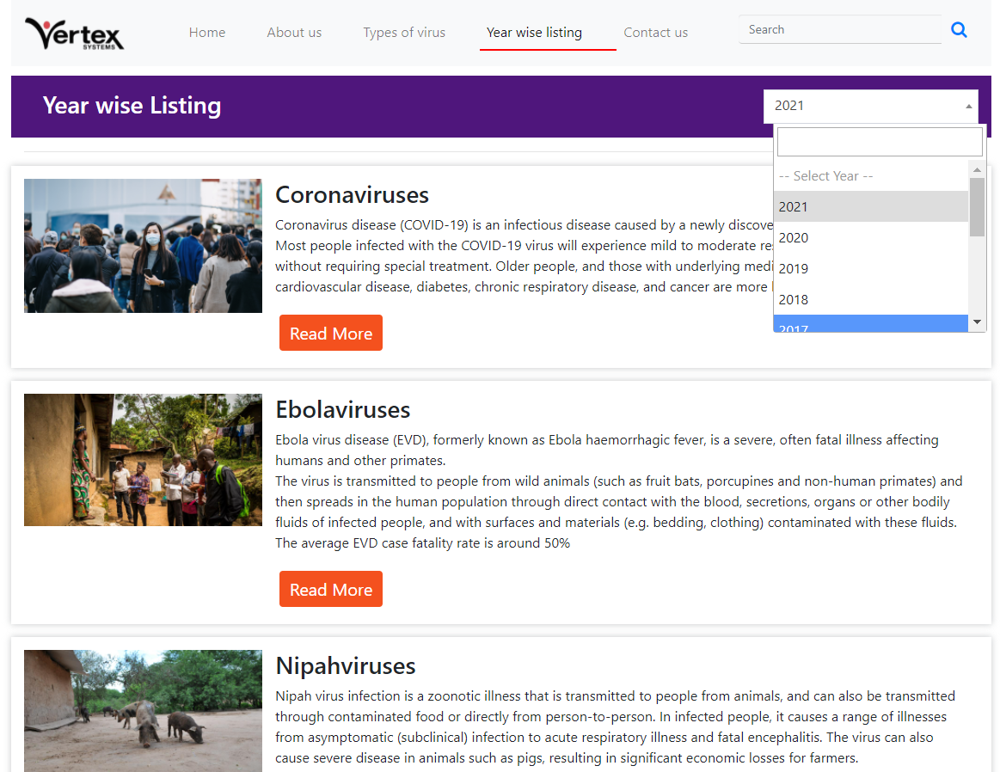 Vertex
SYSTEMS
Home
About us
Types of virus
Year wise listing
Contact us
Search
Year wise Listing
2021
-- Select Year --
2021
2020
2019
2018
2017
Coronaviruses
Coronavirus disease (COVID-19) is an infectious disease caused by a newly
Most people infected with the COVID-19 virus will experience mild to moderate
without requiring special treatment. Older people, and those with underlying
cardiovascular disease, diabetes, chronic respiratory disease, and cancer are more
Read More
Ebolaviruses
Ebola virus disease (EVD), formerly known as Ebola haemorrhagic fever, is a severe, often fatal illness affecting
humans and other primates.
The virus is transmitted to people from wild animals (such as fruit bats, porcupines and non-human primates) and
then spreads in the human population through direct contact with the blood, secretions, organs or other bodily
fluids of infected people, and with surfaces and materials (e.g. bedding, clothing) contaminated with these fluids.
The average EVD case fatality rate is around 50%
Read More
Nipahviruses
Nipah virus infection is a zoonotic illness that is transmitted to people from animals, and can also be transmitted
through contaminated food or directly from person-to-person. In infected people, it causes a range of illnesses
from asymptomatic (subclinical) infection to acute respiratory illness and fatal encephalitis. The virus can also
cause severe disease in animals such as pigs, resulting in significant economic losses for farmers.